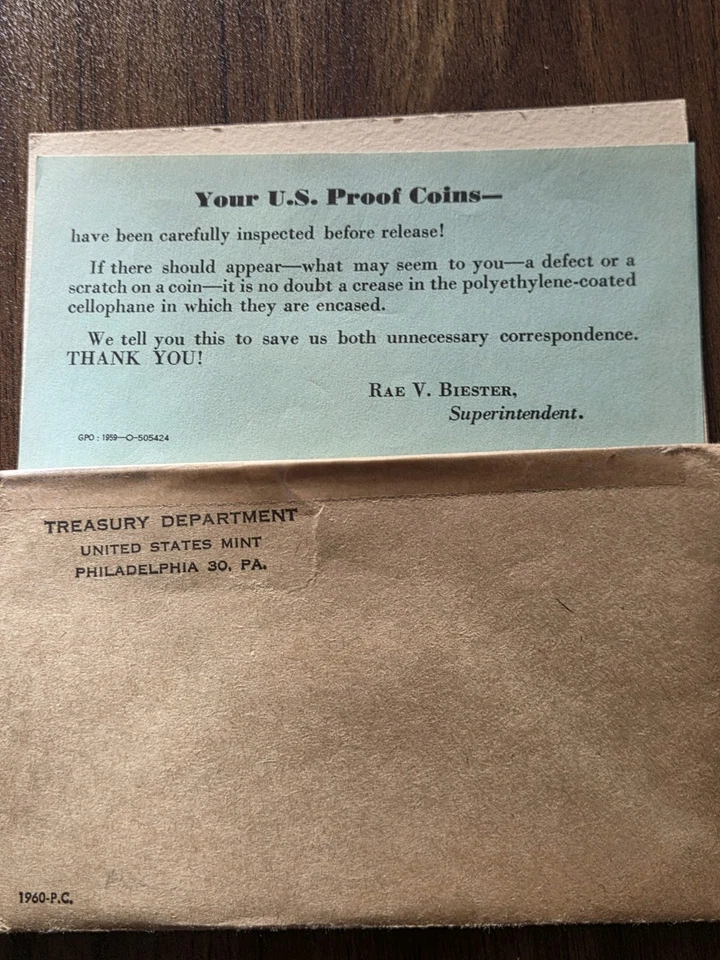 Your U.S. Proof Coins—
have been carefully inspected before release!
If there should appear—what may seem to you—a defect or a
scratch on a coin—it is no doubt a crease in the polyethylene-coated
cellophane in which they are encased.
We tell you this to save us both unnecessary correspondence.
THANK YOU!
RAE V. BIESTER,
Superintendent.
GPO : 1959—O-505424
TREASURY DEPARTMENT
UNITED STATES MINT
PHILADELPHIA 30, PA.
1960-P.C.